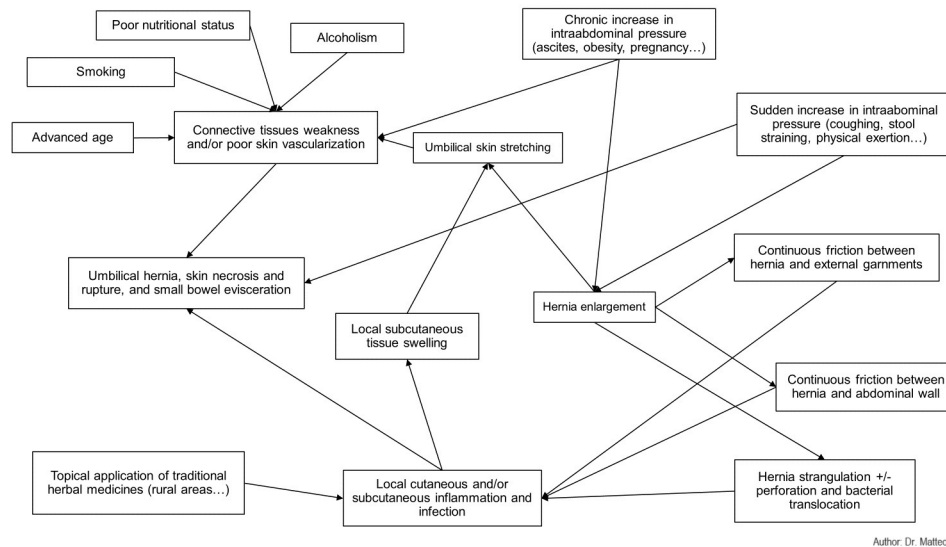 Poor nutritional status
Alcoholism
Chronic increase in
intraabdominal pressure
(ascites, obesity, pregnancy…)
Smoking
Sudden increase in intraabominal
pressure (coughing, stool
straining, physical exertion…)
Advanced age
Connective tissues weakness
and/or poor skin vascularization
Umbilical skin stretching
Umbilical hernia, skin necrosis and
rupture, and small bowel evisceration
Continuous friction between
hernia and external garnments
Hernia enlargement
Local subcutaneous
tissue swelling
Continuous friction between
hernia and abdominal wall
Topical application of traditional
herbal medicines (rural areas…)
Local cutaneous and/or
subcutaneous inflammation and
infection
Hernia strangulation +/-
perforation and bacterial
translocation
Author: Dr. Matteo